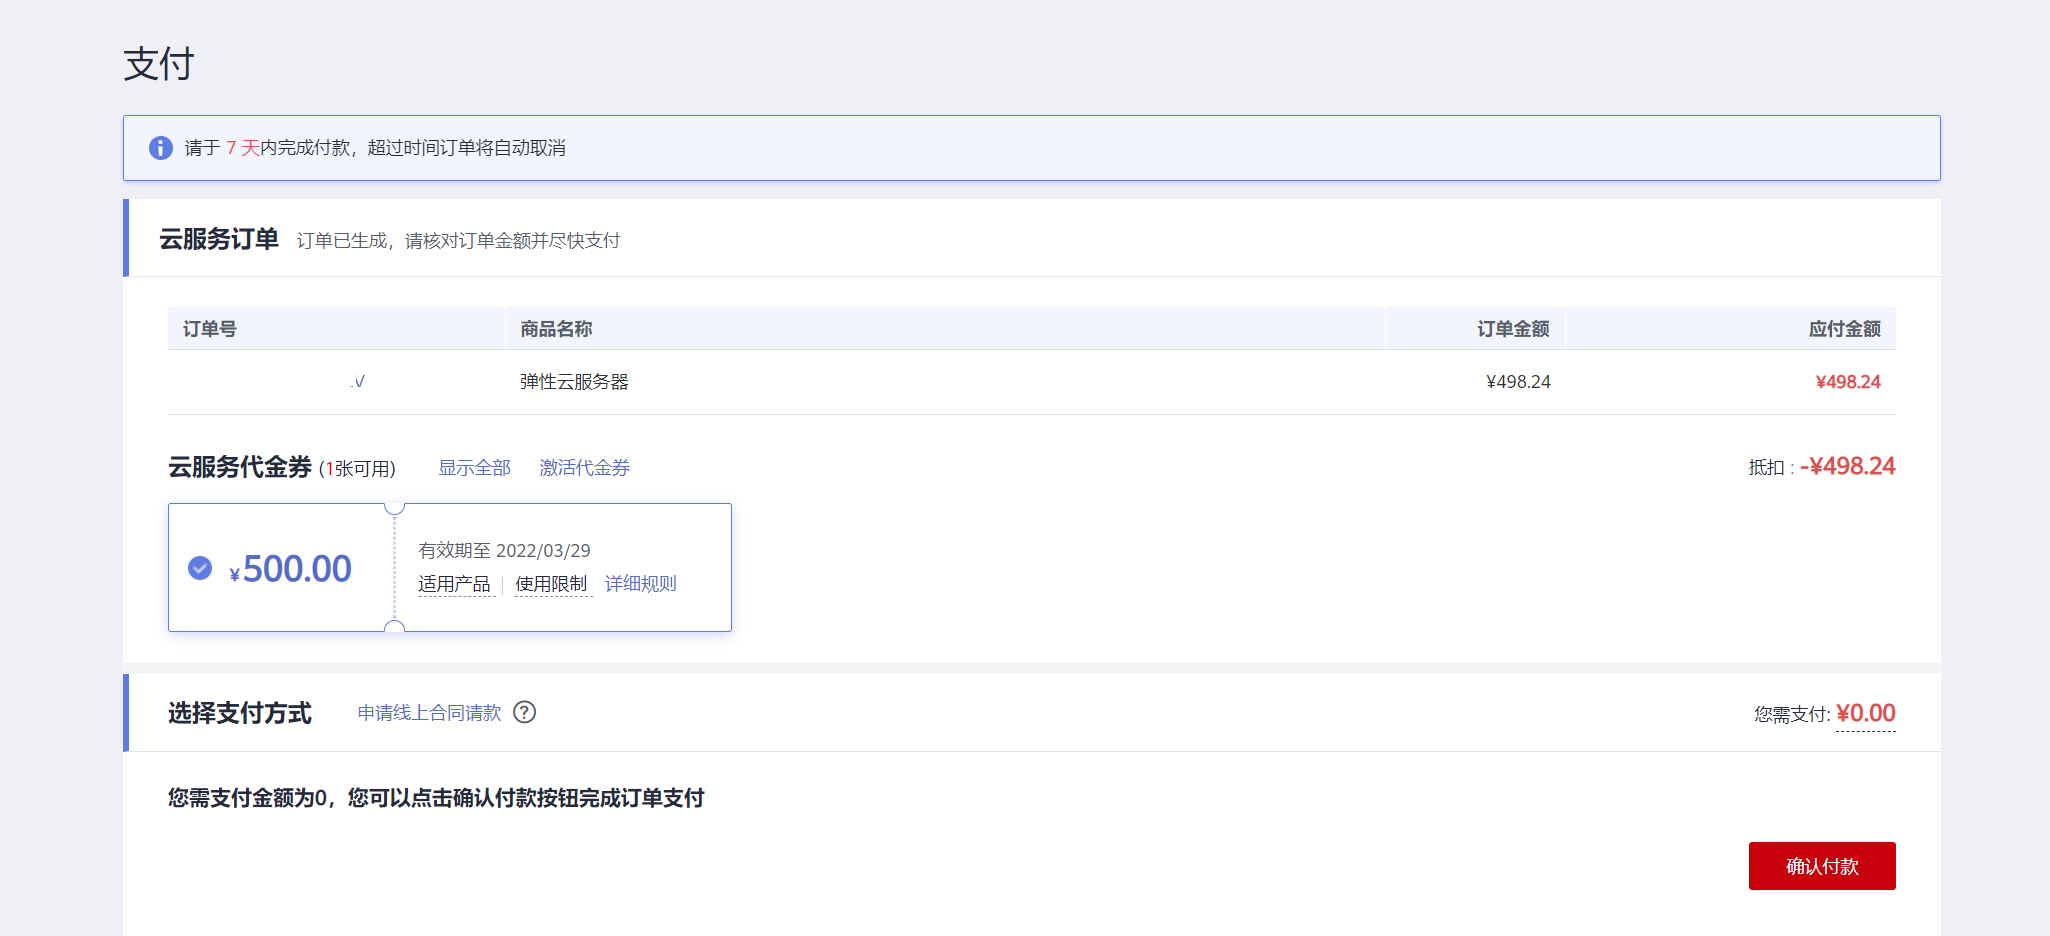 支付
请于 7 天内完成付款，超过时间订单将自动取消
云服务订单 订单已生成，请核对订单金额并尽快支付
订单号 商品名称 订单金额 应付金额
弹性云服务器 ¥498.24 ¥498.24
云服务代金券 (1张可用) 显示全部 激活代金券 抵扣 : -¥498.24
¥500.00
有效期至 2022/03/29
适用产品 使用限制 详细规则
选择支付方式 申请线上合同请款 ? 您需支付: ¥0.00
您需支付金额为0，您可以点击确认付款按钮完成订单支付
确认付款